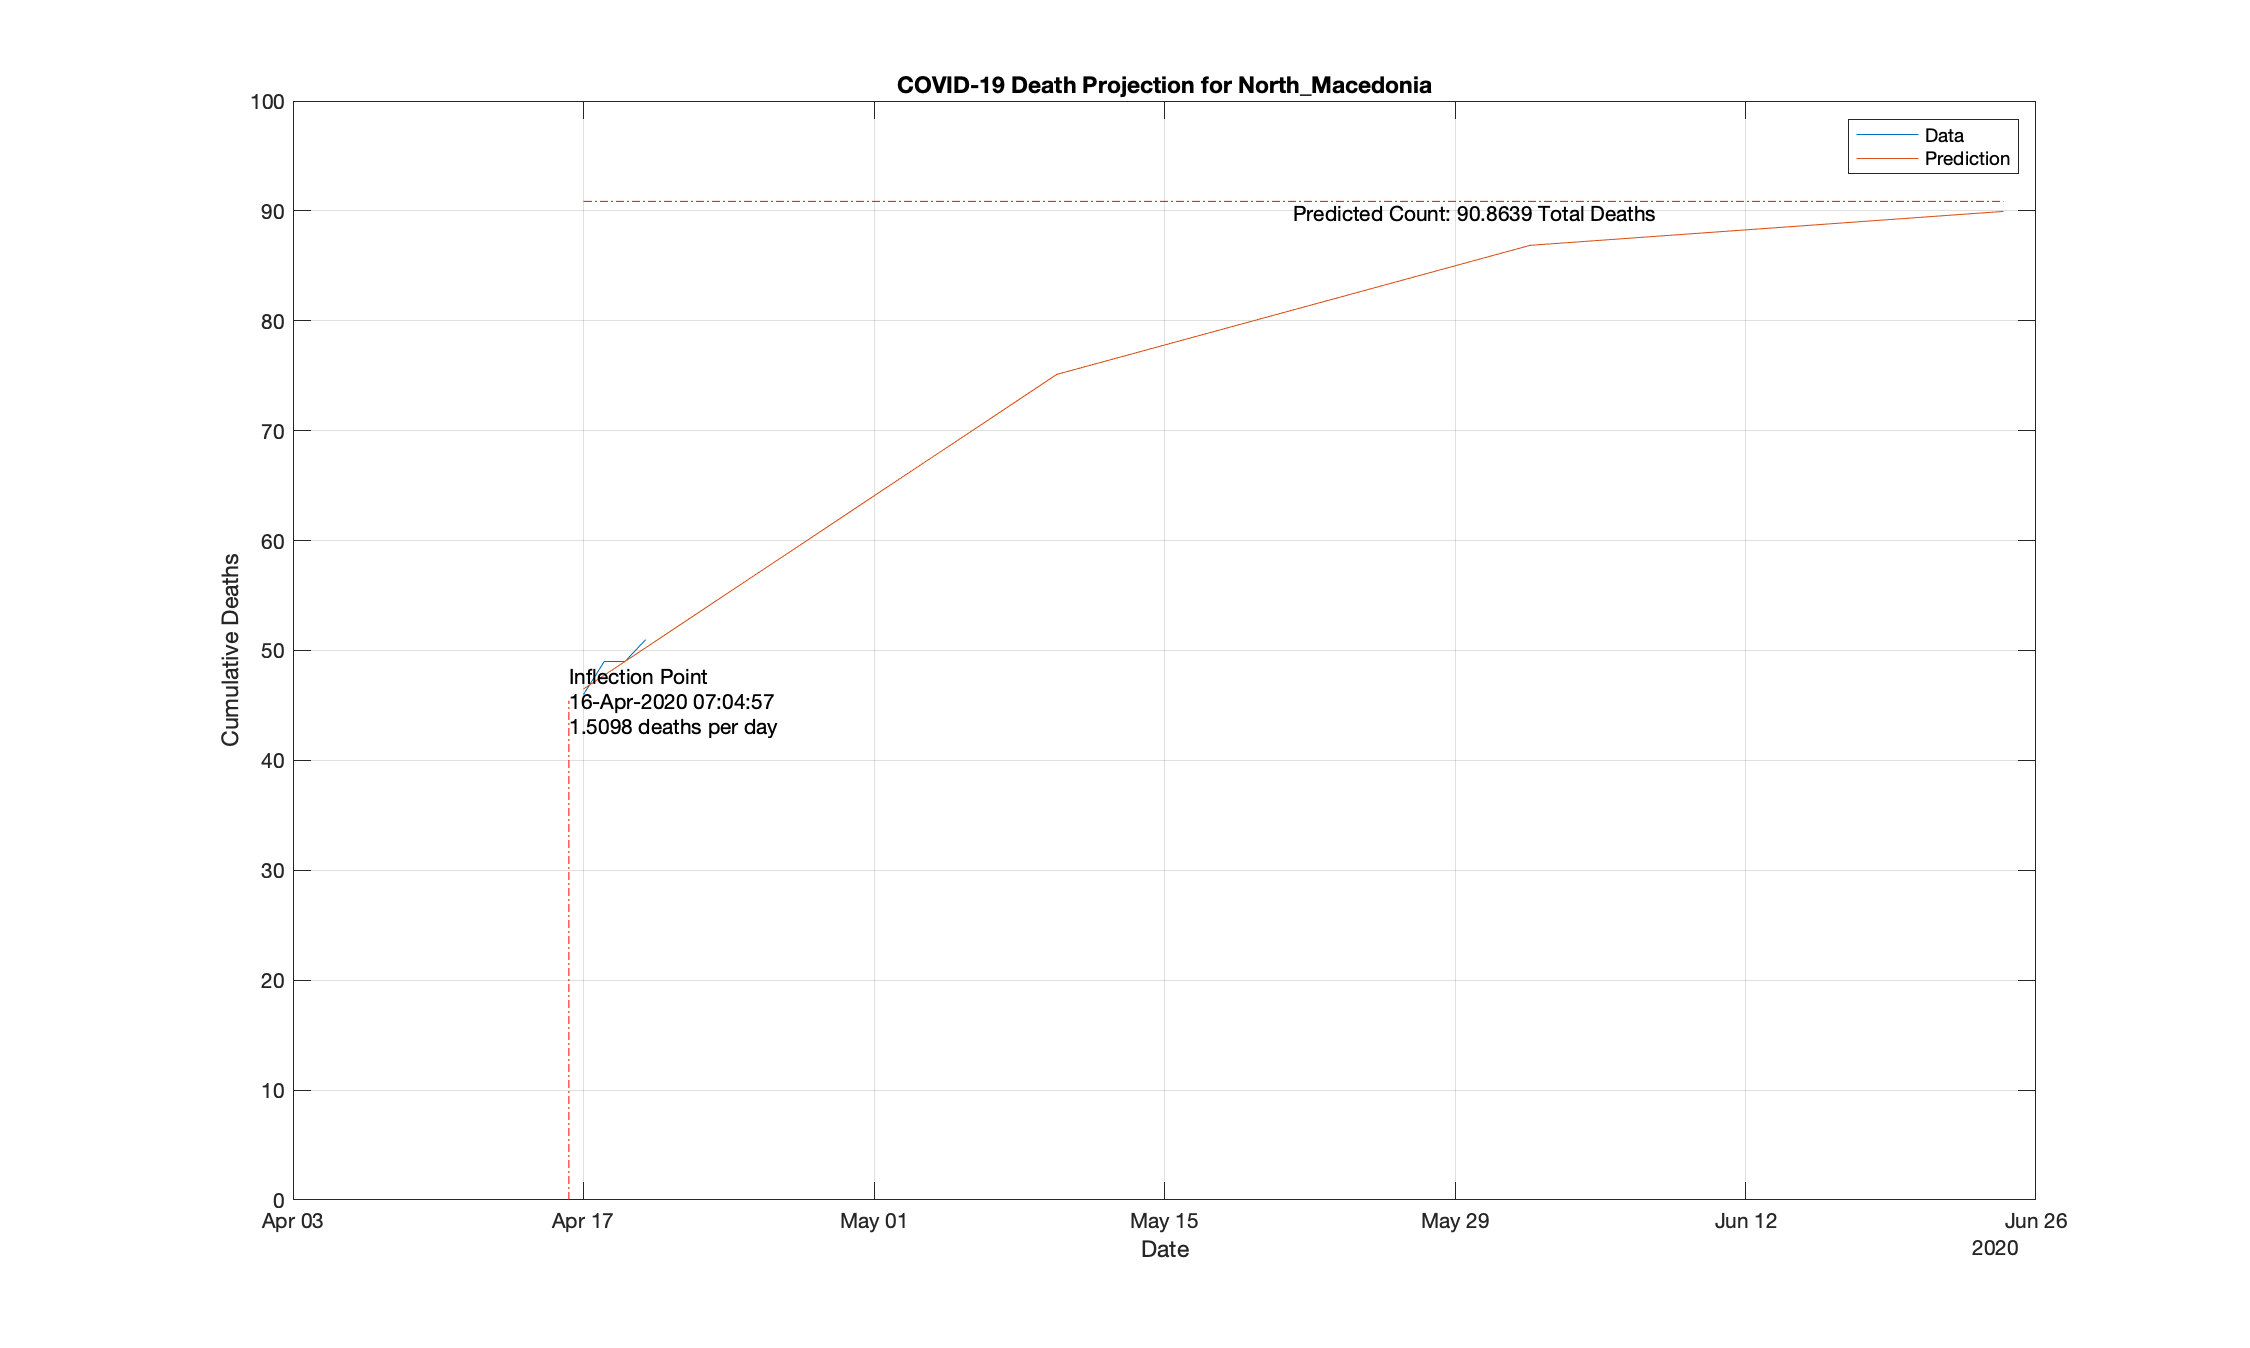 COVID-19 Death Projection for North_Macedonia
Data
Prediction
Predicted Count: 90.8639 Total Deaths
Inflection Point
16-Apr-2020 07:04:57
1.5098 deaths per day
Cumulative Deaths
100
90
80
70
60
50
40
30
20
10
0
Apr 03
Apr 17
May 01
May 15
May 29
Jun 12
Jun 26
Date
2020